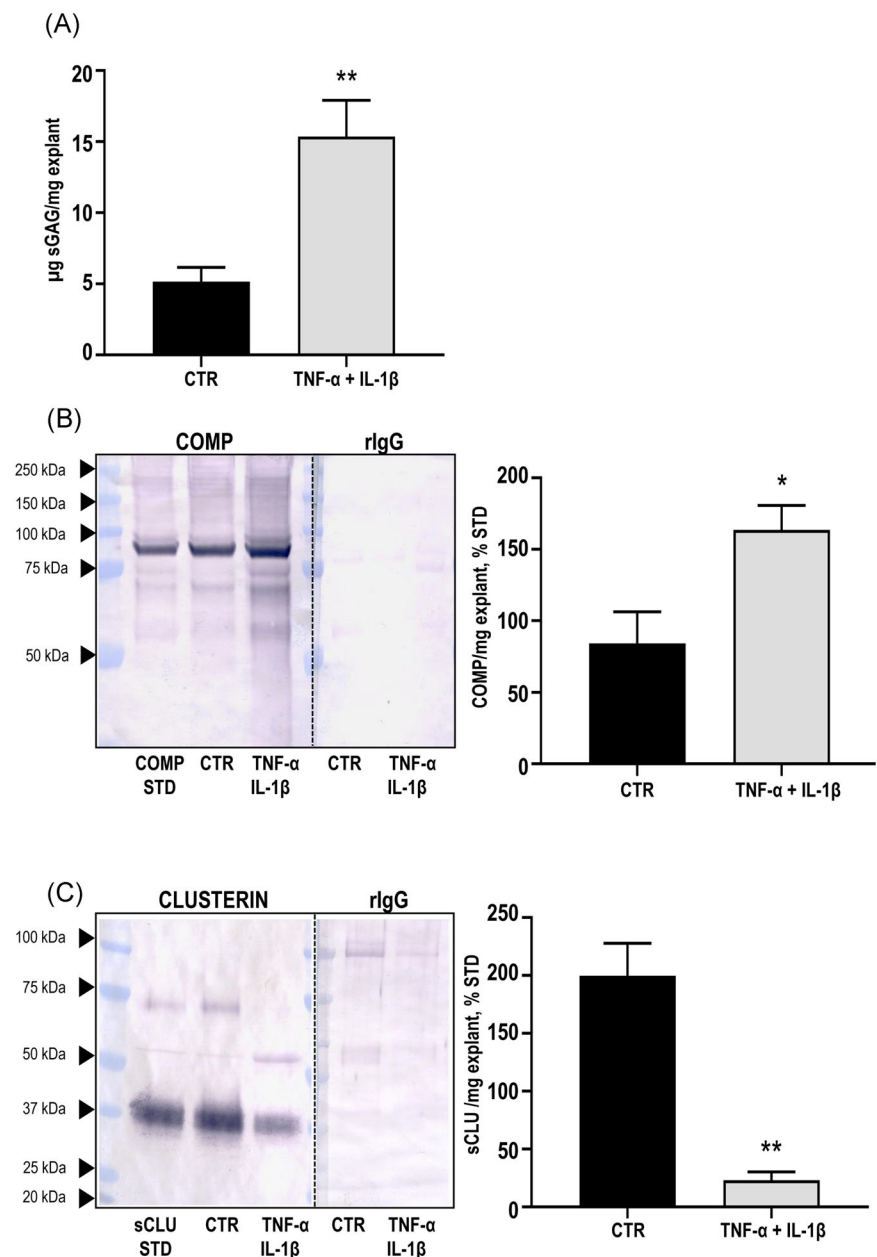 (A)
20
**
15
10
5
0
µg sGAG/mg explant
CTR
TNF-α + IL-1β
(B)
COMP
rIgG
250 kDa
150 kDa
100 kDa
75 kDa
50 kDa
COMP
STD
CTR
TNF-α
IL-1β
CTR
TNF-α
IL-1β
200
*
150
100
50
0
COMP/mg explant, % STD
CTR
TNF-α + IL-1β
(C)
CLUSTERIN
rIgG
100 kDa
75 kDa
50 kDa
37 kDa
25 kDa
20 kDa
sCLU
STD
CTR
TNF-α
IL-1β
CTR
TNF-α
IL-1β
250
200
150
100
**
50
0
sCLU /mg explant, % STD
CTR
TNF-α + IL-1β